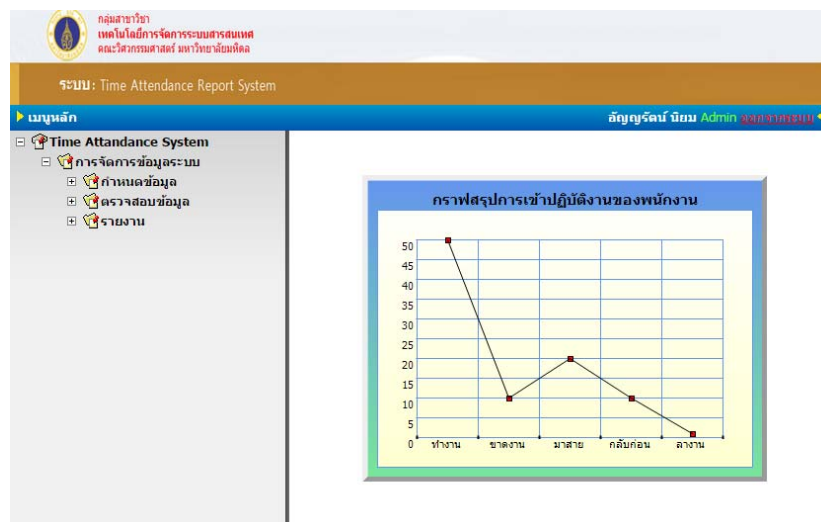 กลุ่มสาขาวิชา
เทคโนโลยีการจัดการระบบสารสนเทศ
คณะวิศวกรรมศาสตร์ มหาวิทยาลัยมหิดล
ระบบ: Time Attendance Report System
เมนูหลัก
อัญญรัตน์ นิยม Admin ออกจากระบบ
Time Attandance System
การจัดการข้อมูลระบบ
กำหนดข้อมูล
ตรวจสอบข้อมูล
รายงาน
กราฟสรุปการเข้าปฏิบัติงานของพนักงาน
50
45
40
35
30
25
20
15
10
5
0
ทำงาน ขาดงาน มาสาย กลับก่อน ลางาน